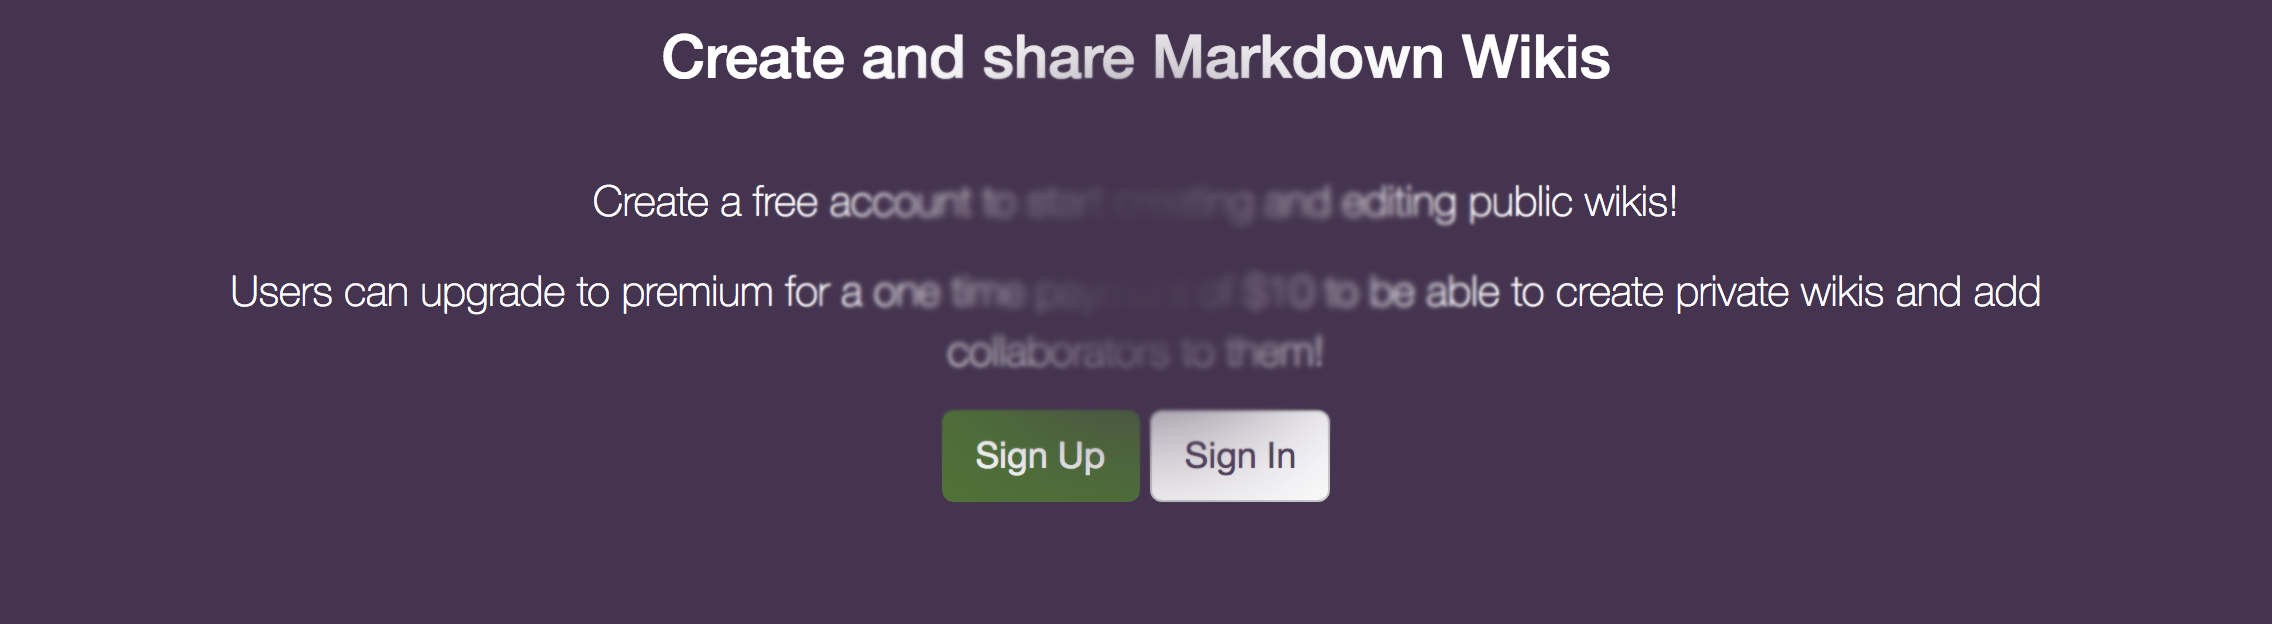 Create and share Markdown Wikis
Create a free account to start creating and editing public wikis!
Users can upgrade to premium for a one time payment of $10 to be able to create private wikis and add
collaborators to them!
Sign Up
Sign In